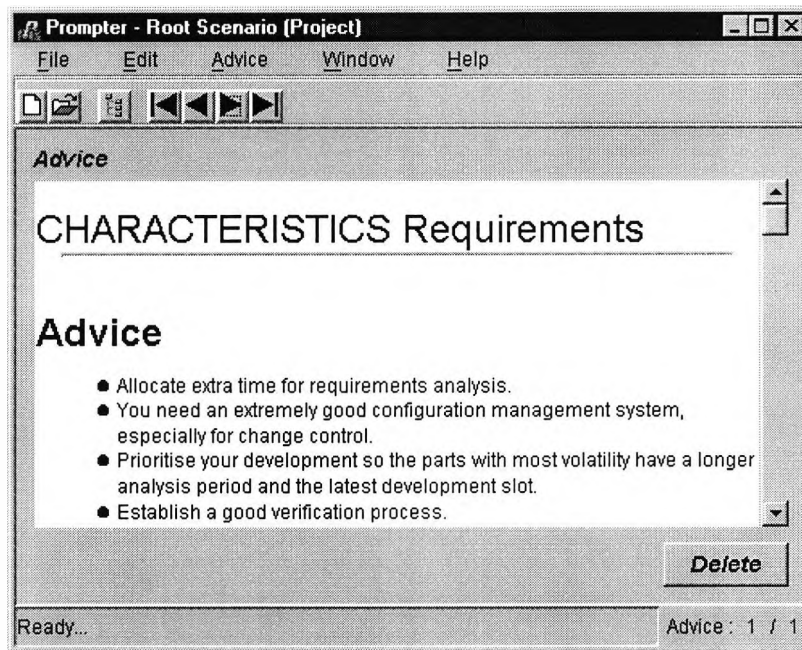 Prompter - Root Scenario (Project)
File Edit Advice Window Help
Advice
CHARACTERISTICS Requirements
Advice
● Allocate extra time for requirements analysis.
● You need an extremely good configuration management system,
especially for change control.
● Prioritise your development so the parts with most volatility have a longer
analysis period and the latest development slot.
● Establish a good verification process.
Delete
Ready...
Advice : 1 / 1